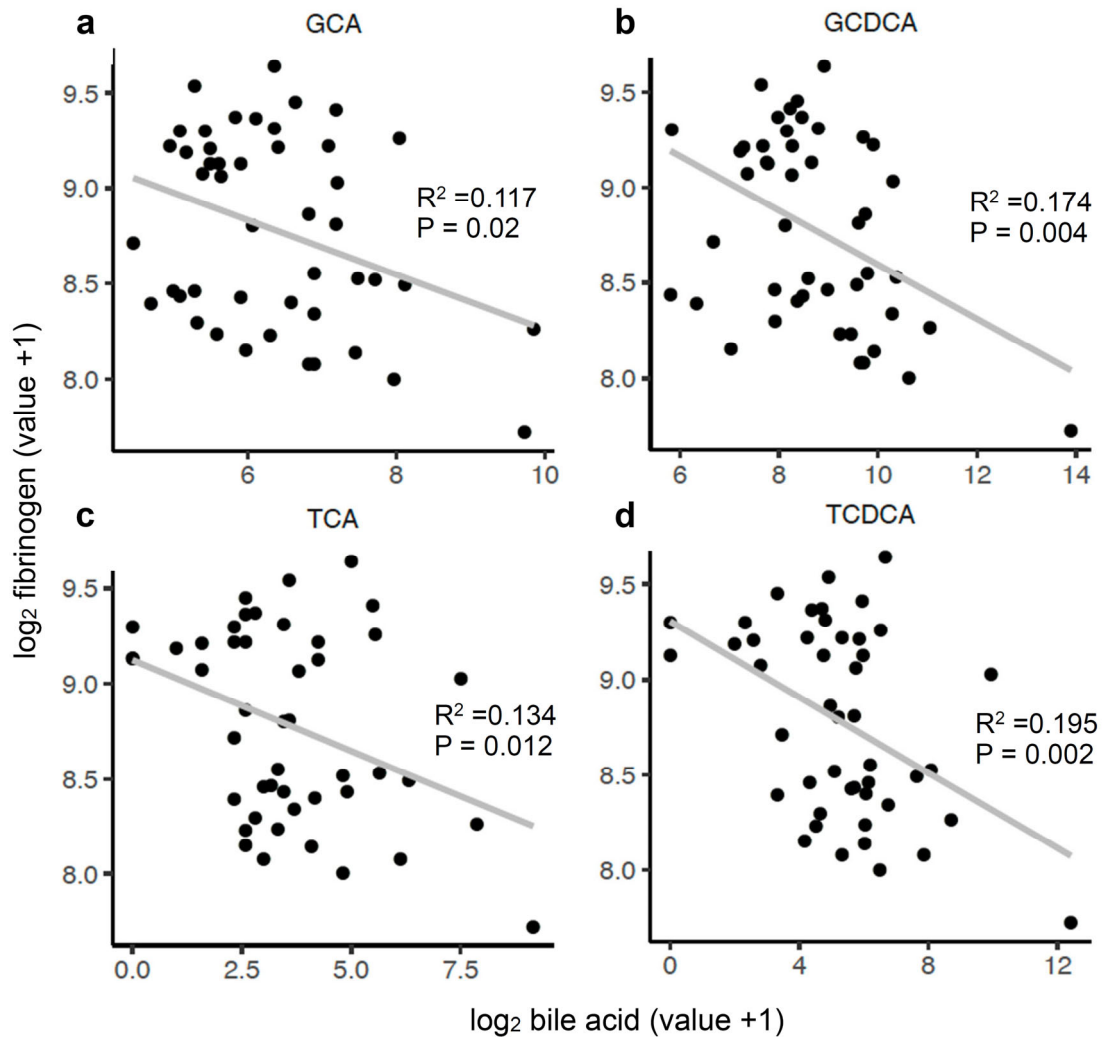 a
GCA
9.5
9.0
8.5
8.0
R² =0.117
P = 0.02
6
8
10
b
GCDCA
9.5
9.0
8.5
8.0
R² =0.174
P = 0.004
6
8
10
12
14
c
TCA
9.5
9.0
8.5
8.0
R² =0.134
P = 0.012
0.0
2.5
5.0
7.5
d
TCDCA
9.5
9.0
8.5
8.0
R² =0.195
P = 0.002
0
4
8
12
log₂ fibrinogen (value +1)
log₂ bile acid (value +1)